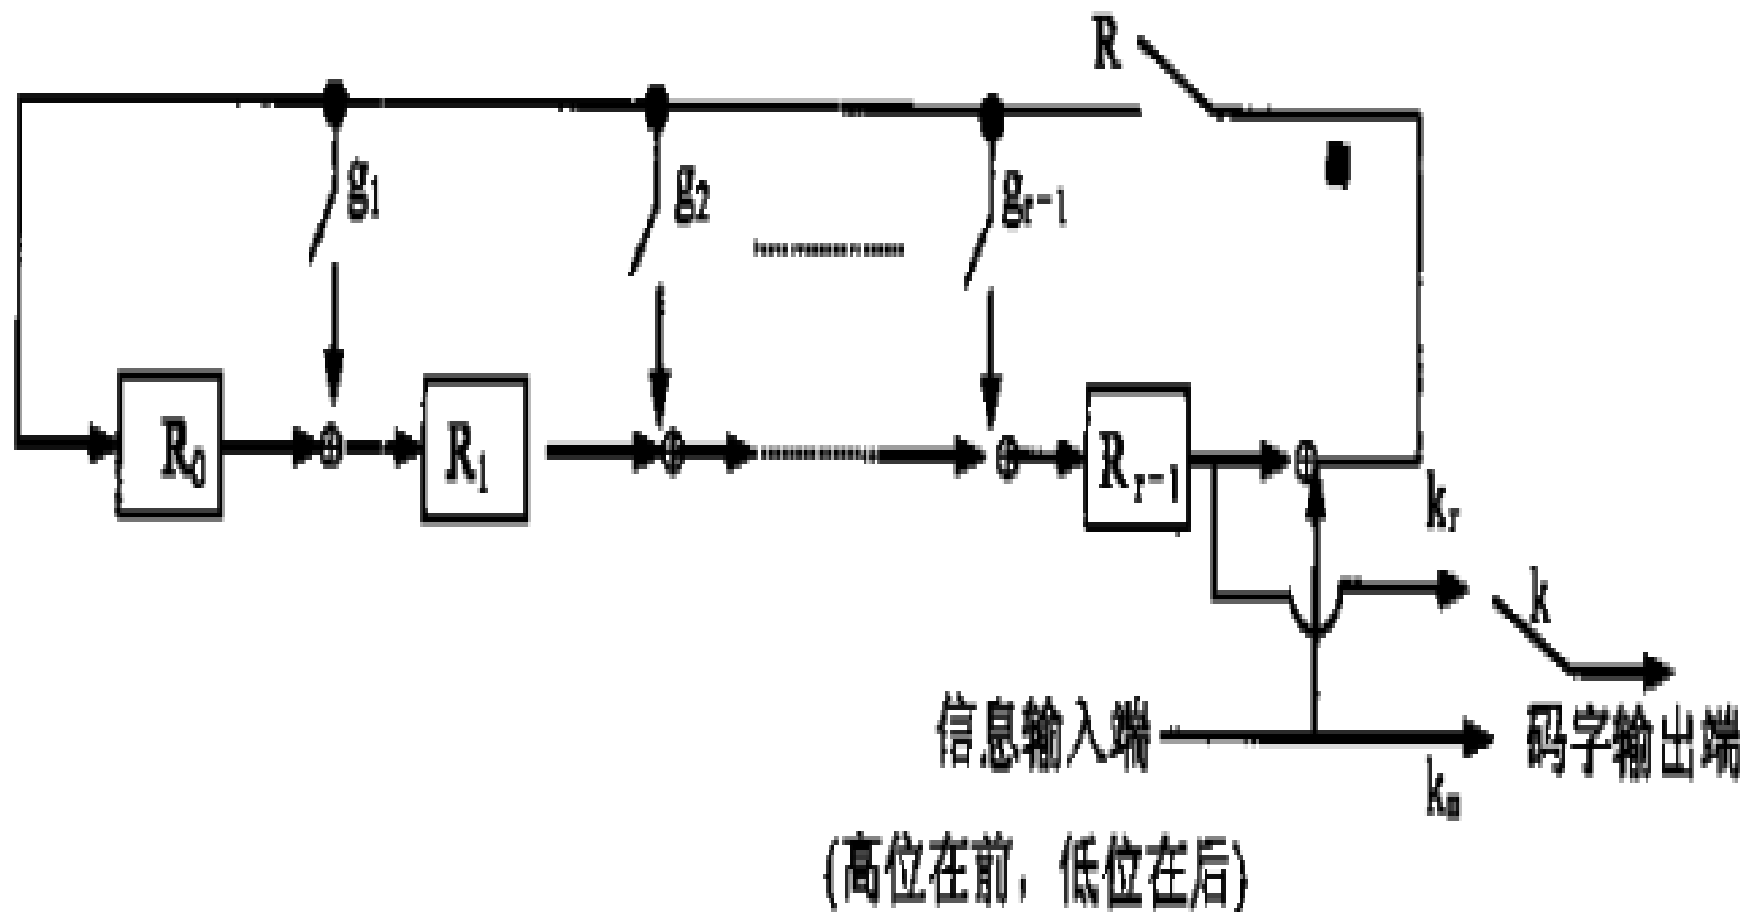 R
g₁ g₂ gᵣ₋₁
R₀ R₁ Rᵣ₋₁
kᵣ
k
信息输入端 码字输出端
(高位在前，低位在后)